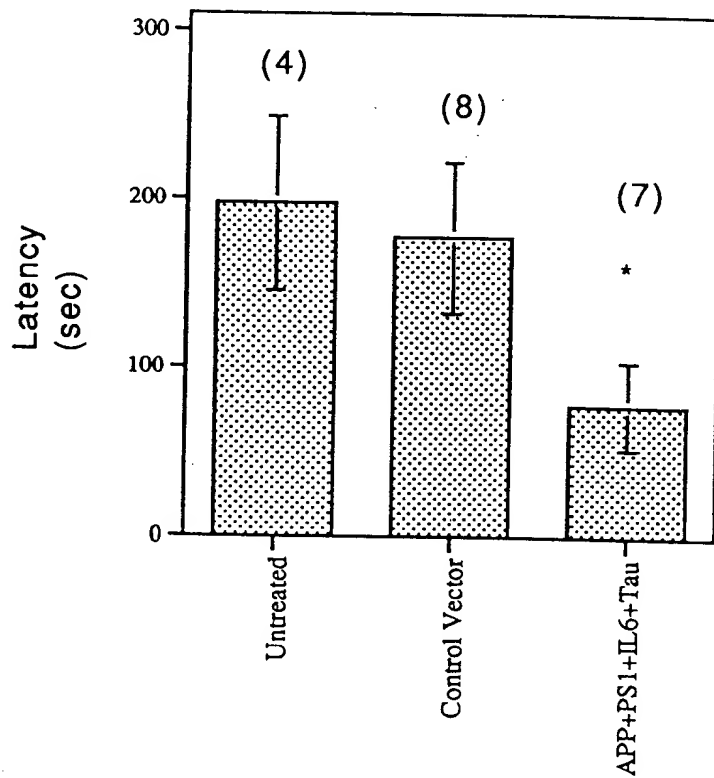 300
(4)
(8)
200
(7)
*
Latency
(sec)
100
0
Untreated
Control Vector
APP+PS1+IL6+Tau